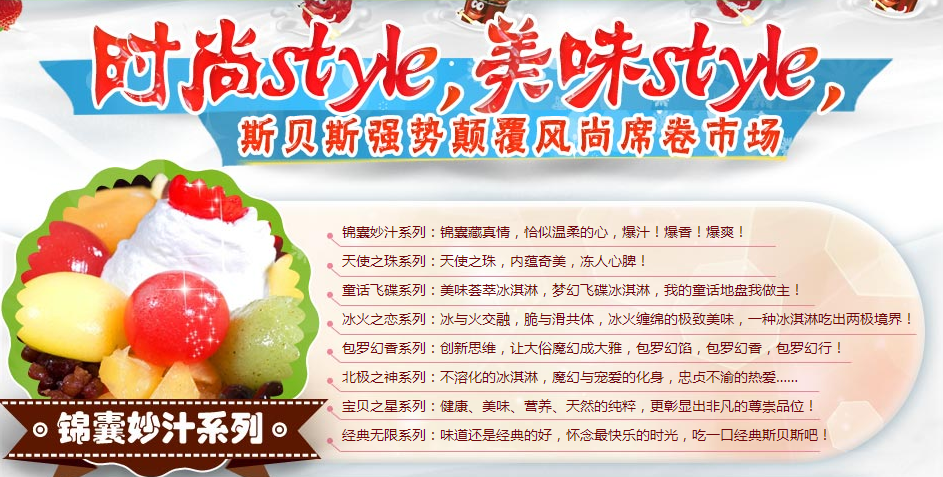 时尚style,美味style,
斯贝斯强势颠覆风尚席卷市场
锦囊妙汁系列：锦囊藏真情，恰似温柔的心，爆汁！爆香！爆爽！
天使之珠系列：天使之珠，内蕴奇美，冻人心脾！
童话飞碟系列：美味荟萃冰淇淋，梦幻飞碟冰淇淋，我的童话地盘我做主！
冰火之恋系列：冰与火交融，脆与滑共体，冰火缠绵的极致美味，一种冰淇淋吃出两极境界！
包罗幻香系列：创新思维，让大俗魔幻成大雅，包罗幻馅，包罗幻香，包罗幻行！
北极之神系列：不溶化的冰淇淋，魔幻与宠爱的化身，忠贞不渝的热爱......
宝贝之星系列：健康、美味、营养、天然的纯粹，更彰显出非凡的尊崇品位！
经典无限系列：味道还是经典的好，怀念最快乐的时光，吃一口经典斯贝斯吧！
锦囊妙汁系列